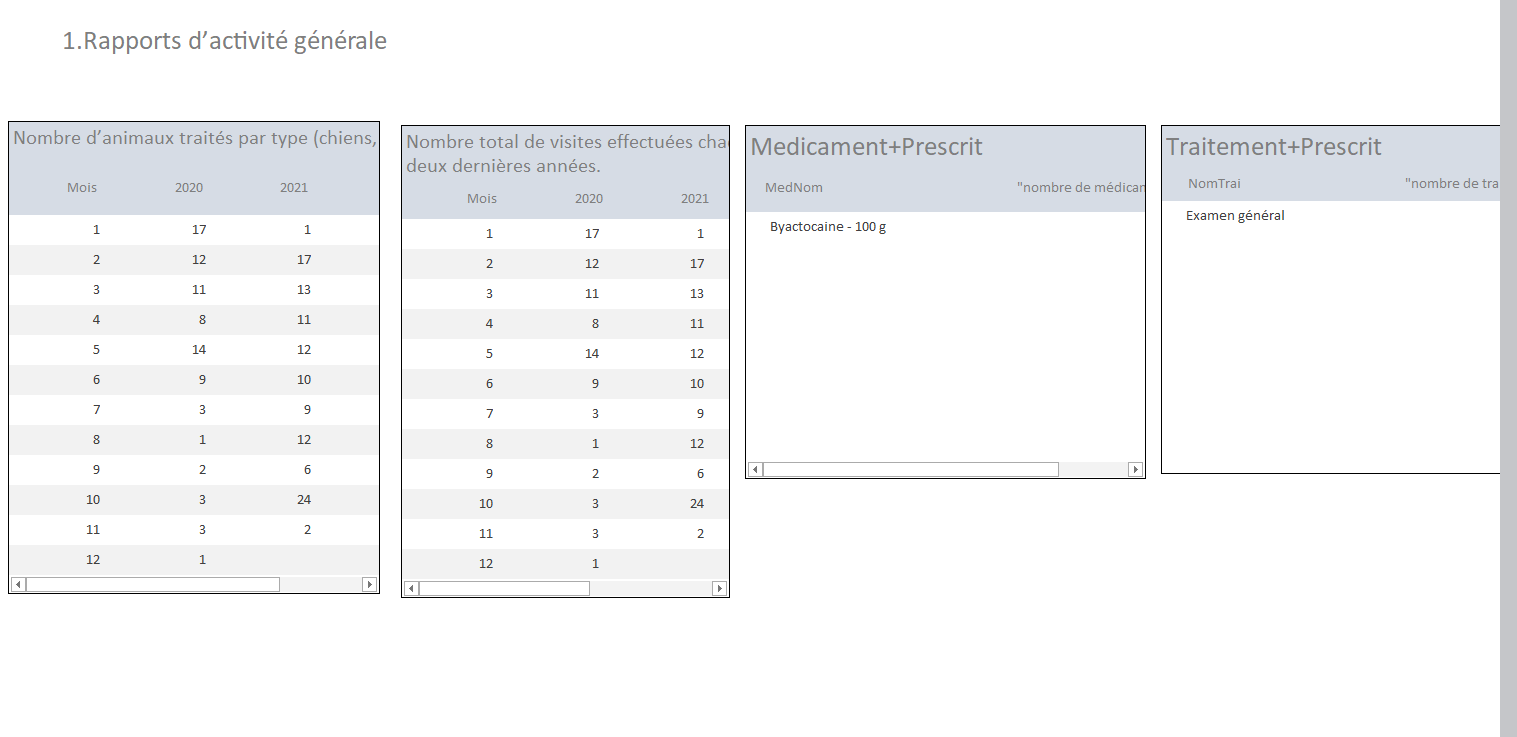 1.Rapports d’activité générale
Nombre d’animaux traités par type (chiens,
Mois 2020 2021
1 17 1
2 12 17
3 11 13
4 8 11
5 14 12
6 9 10
7 3 9
8 1 12
9 2 6
10 3 24
11 3 2
12 1
Nombre total de visites effectuées cha
deux dernières années.
Mois 2020 2021
1 17 1
2 12 17
3 11 13
4 8 11
5 14 12
6 9 10
7 3 9
8 1 12
9 2 6
10 3 24
11 3 2
12 1
Medicament+Prescrit
MedNom "nombre de médicam
Byactocaine - 100 g
Traitement+Prescrit
NomTrai "nombre de tra
Examen général